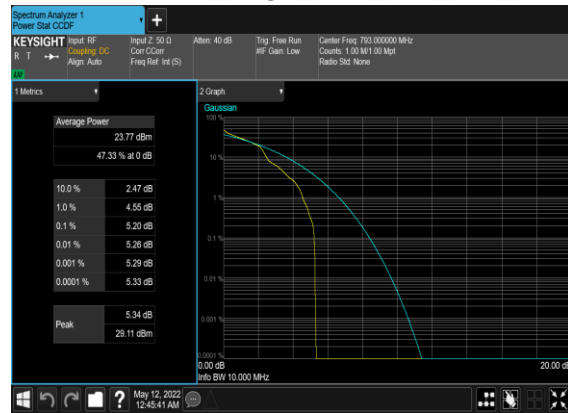 Spectrum Analyzer 1
Power Stat CCDF
KEYSIGHT
R T
LXI
Input: RF
Coupling: DC
Align: Auto
Input Z: 50 Ω
Corr CCorr
Freq Ref: Int (S)
Atten: 40 dB
Trig: Free Run
#IF Gain: Low
Center Freq: 793.000000 MHz
Counts: 1.00 M/1.00 Mpt
Radio Std: None
1 Metrics
Average Power
23.77 dBm
47.33 % at 0 dB
10.0 % 2.47 dB
1.0 % 4.55 dB
0.1 % 5.20 dB
0.01 % 5.26 dB
0.001 % 5.29 dB
0.0001 % 5.33 dB
Peak
5.34 dB
29.11 dBm
2 Graph
Gaussian
100 %
10 %
1 %
0.1 %
0.01 %
0.001 %
0.0001 %
0.00 dB
20.00 dB
Info BW 10.000 MHz
?
May 12, 2022
12:45:41 AM